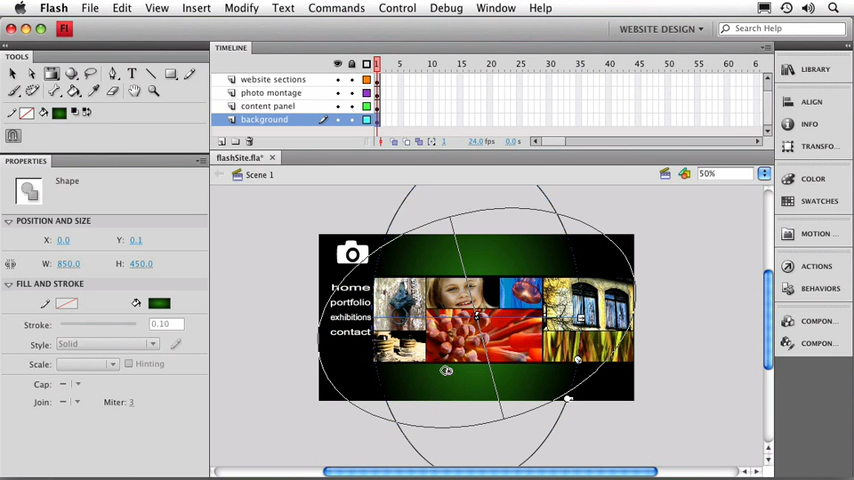 Flash File Edit View Insert Modify Text Commands Control Debug Window Help
Fl
WEBSITE DESIGN
Search Help
TOOLS
TIMELINE
1 5 10 15 20 25 30 35 40 45 50 55 60 6
website sections
photo montage
content panel
background
1 24.0 fps 0.0 s
flashSite.fla*
Scene 1
50%
PROPERTIES
Shape
POSITION AND SIZE
X: 0.0 Y: 0.1
W: 850.0 H: 450.0
FILL AND STROKE
Stroke: 0.10
Style: Solid
Scale: Hinting
Cap:
Join: Miter: 3
home
portfolio
exhibitions
contact
LIBRARY
ALIGN
INFO
TRANSFO...
COLOR
SWATCHES
MOTION ...
ACTIONS
BEHAVIORS
COMPON...
COMPON...